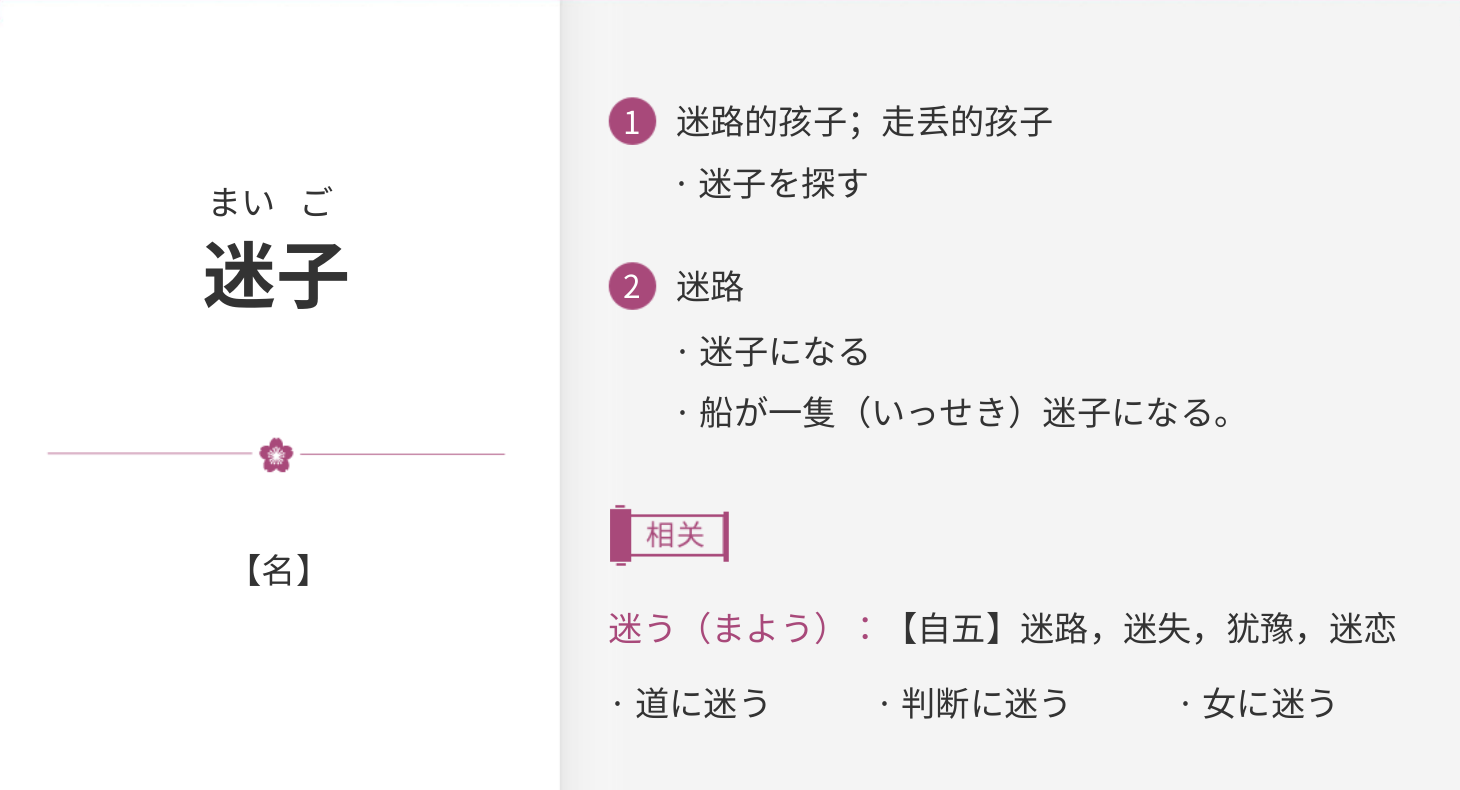 まい ご
迷子
【名】
1 迷路的孩子；走丢的孩子
· 迷子を探す
2 迷路
· 迷子になる
· 船が一隻（いっせき）迷子になる。
相关
迷う（まよう）：【自五】迷路，迷失，犹豫，迷恋
· 道に迷う · 判断に迷う · 女に迷う